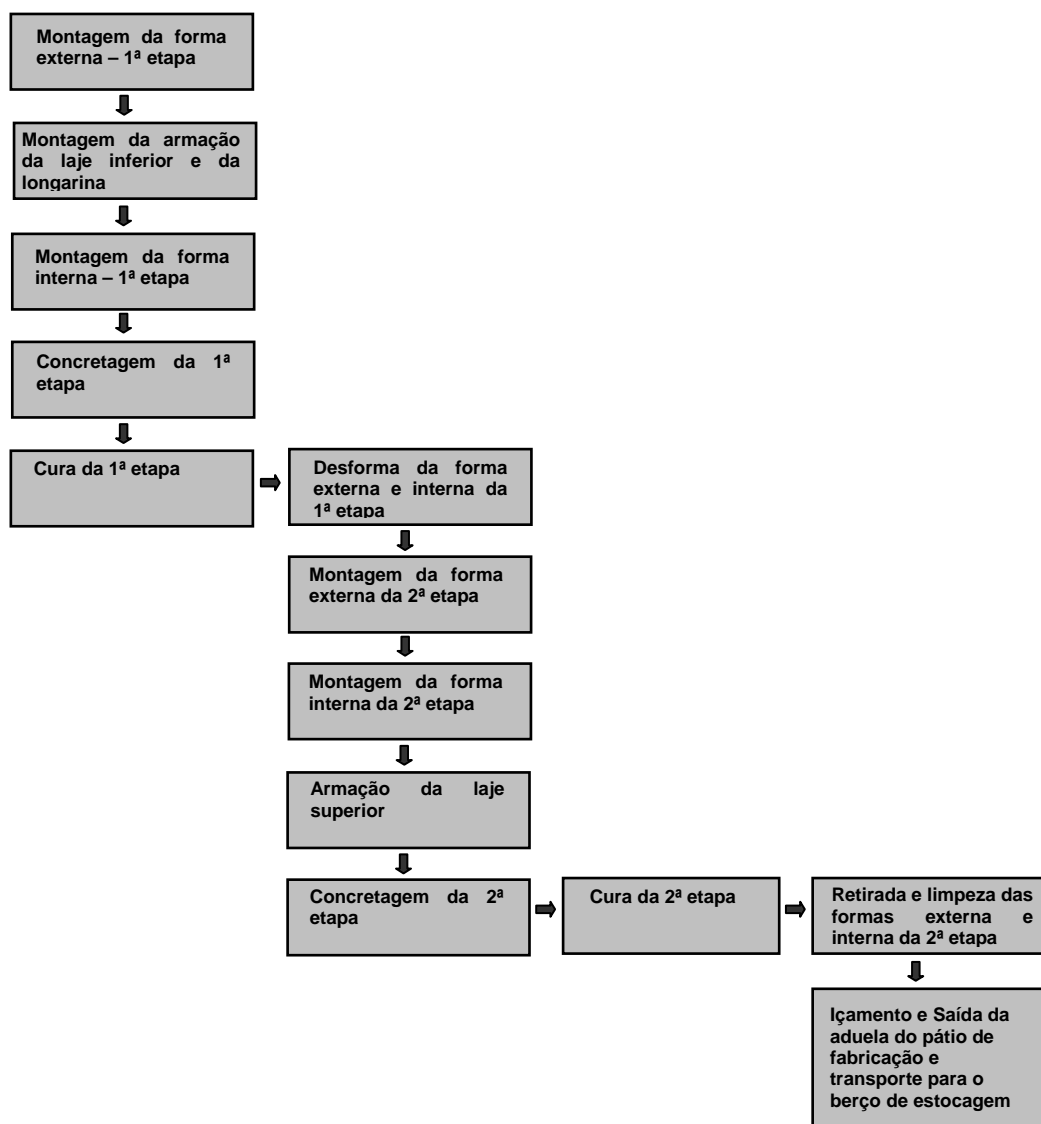 Montagem da forma
externa – 1ª etapa
Montagem da armação
da laje inferior e da
longarina
Montagem da forma
interna – 1ª etapa
Concretagem da 1ª
etapa
Cura da 1ª etapa
Desforma da forma
externa e interna da
1ª etapa
Montagem da forma
externa da 2ª etapa
Montagem da forma
interna da 2ª etapa
Armação da laje
superior
Concretagem da 2ª
etapa
Cura da 2ª etapa
Retirada e limpeza das
formas externa e
interna da 2ª etapa
Içamento e Saída da
aduela do pátio de
fabricação e
transporte para o
berço de estocagem